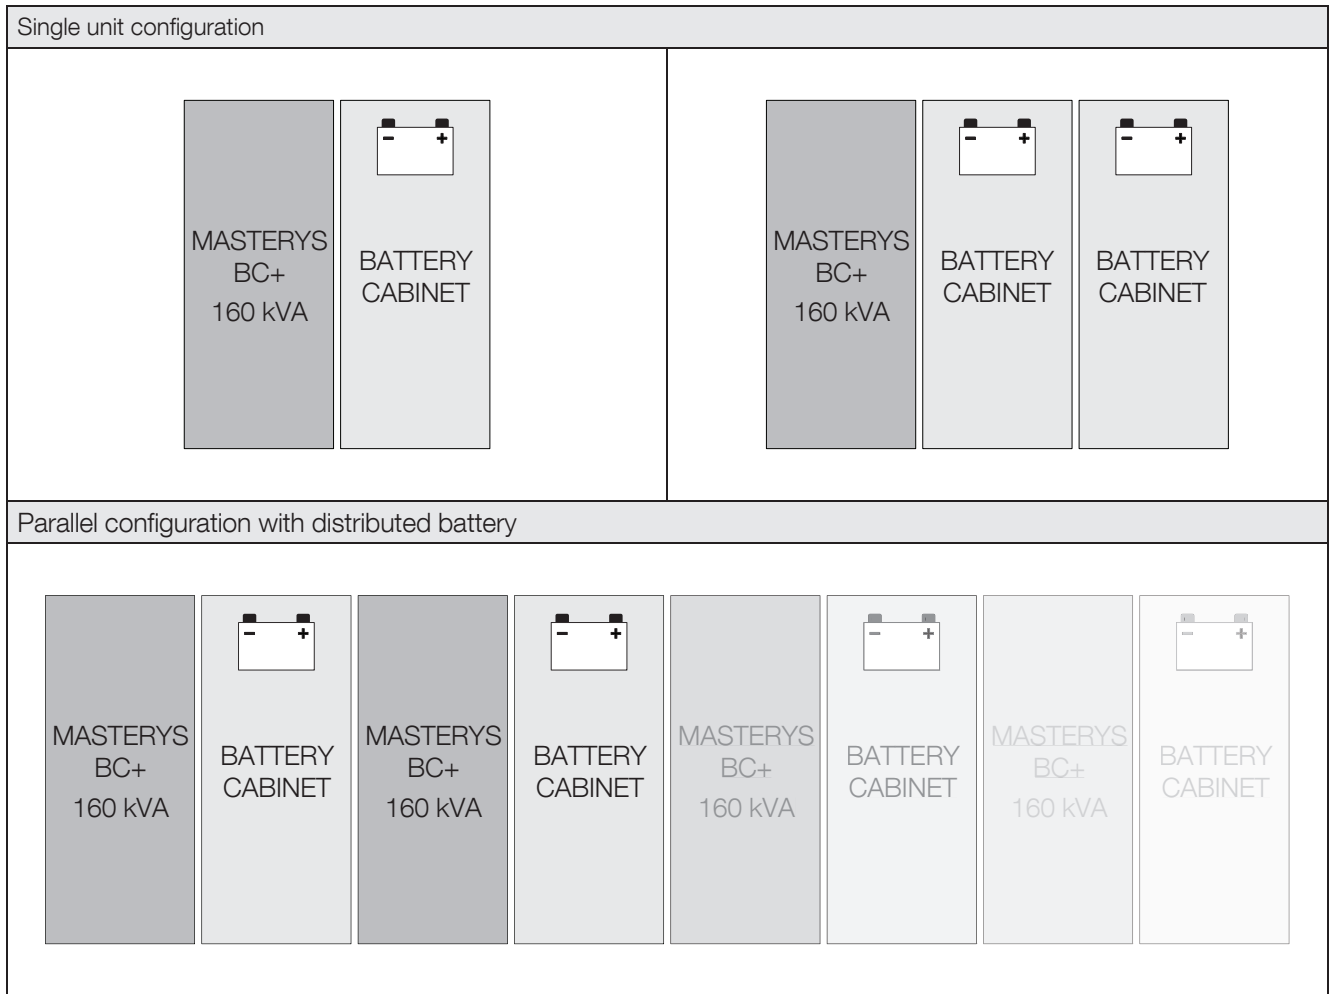 Single unit configuration
MASTERYS
BC+
160 kVA
- +
BATTERY
CABINET
MASTERYS
BC+
160 kVA
- +
BATTERY
CABINET
- +
BATTERY
CABINET
Parallel configuration with distributed battery
MASTERYS
BC+
160 kVA
- +
BATTERY
CABINET
MASTERYS
BC+
160 kVA
- +
BATTERY
CABINET
MASTERYS
BC+
160 kVA
- +
BATTERY
CABINET
MASTERYS
BC+
160 kVA
- +
BATTERY
CABINET